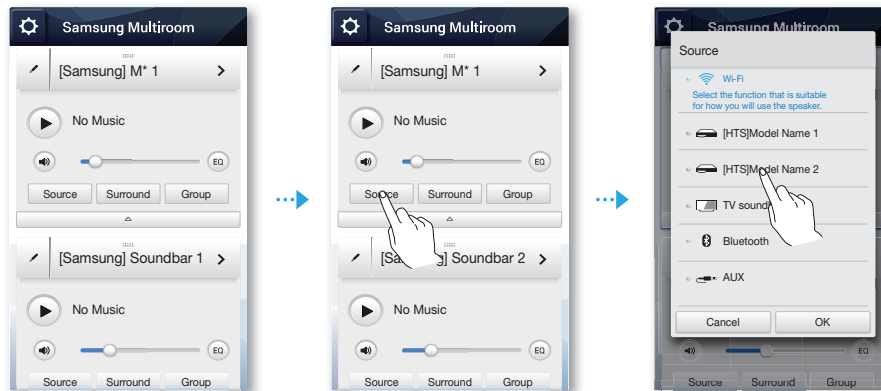 Samsung Multiroom
[Samsung] M* 1
No Music
EQ
Source Surround Group
[Samsung] Soundbar 1
No Music
EQ
Source Surround Group
Samsung Multiroom
[Samsung] M* 1
No Music
EQ
Source Surround Group
[Sa g] Soundbar 2
No Music
EQ
Source Surround Group
Samsung Multiroom
Source
Wi-Fi
Select the function that is suitable
for how you will use the speaker.
[HTS]Model Name 1
[HTS]Model Name 2
TV sound
Bluetooth
AUX
Cancel OK
EQ
Source Surround Group